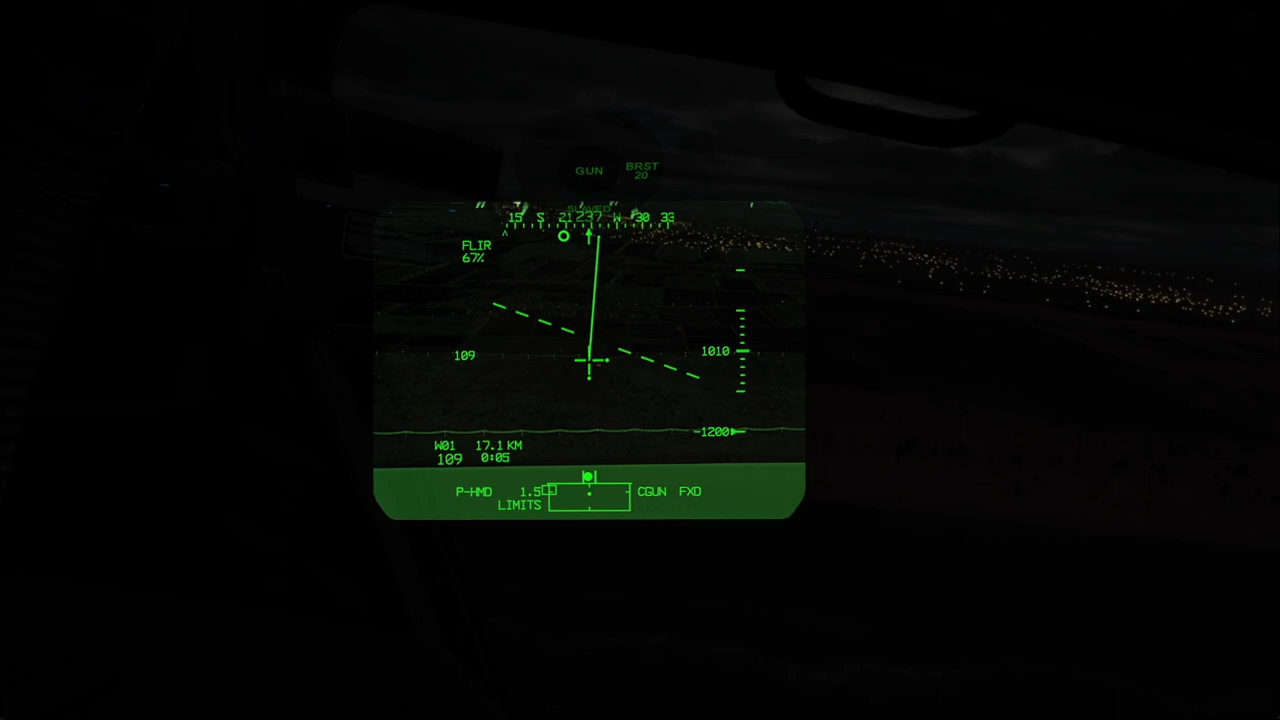 GUN BRST
20
SLAVED
15 S 21 237 W 30 33
FLIR
67%
109 1010
-1200
W01 17.1 KM
109 0:05
P-HMD 1.5 CGUN FXD
LIMITS